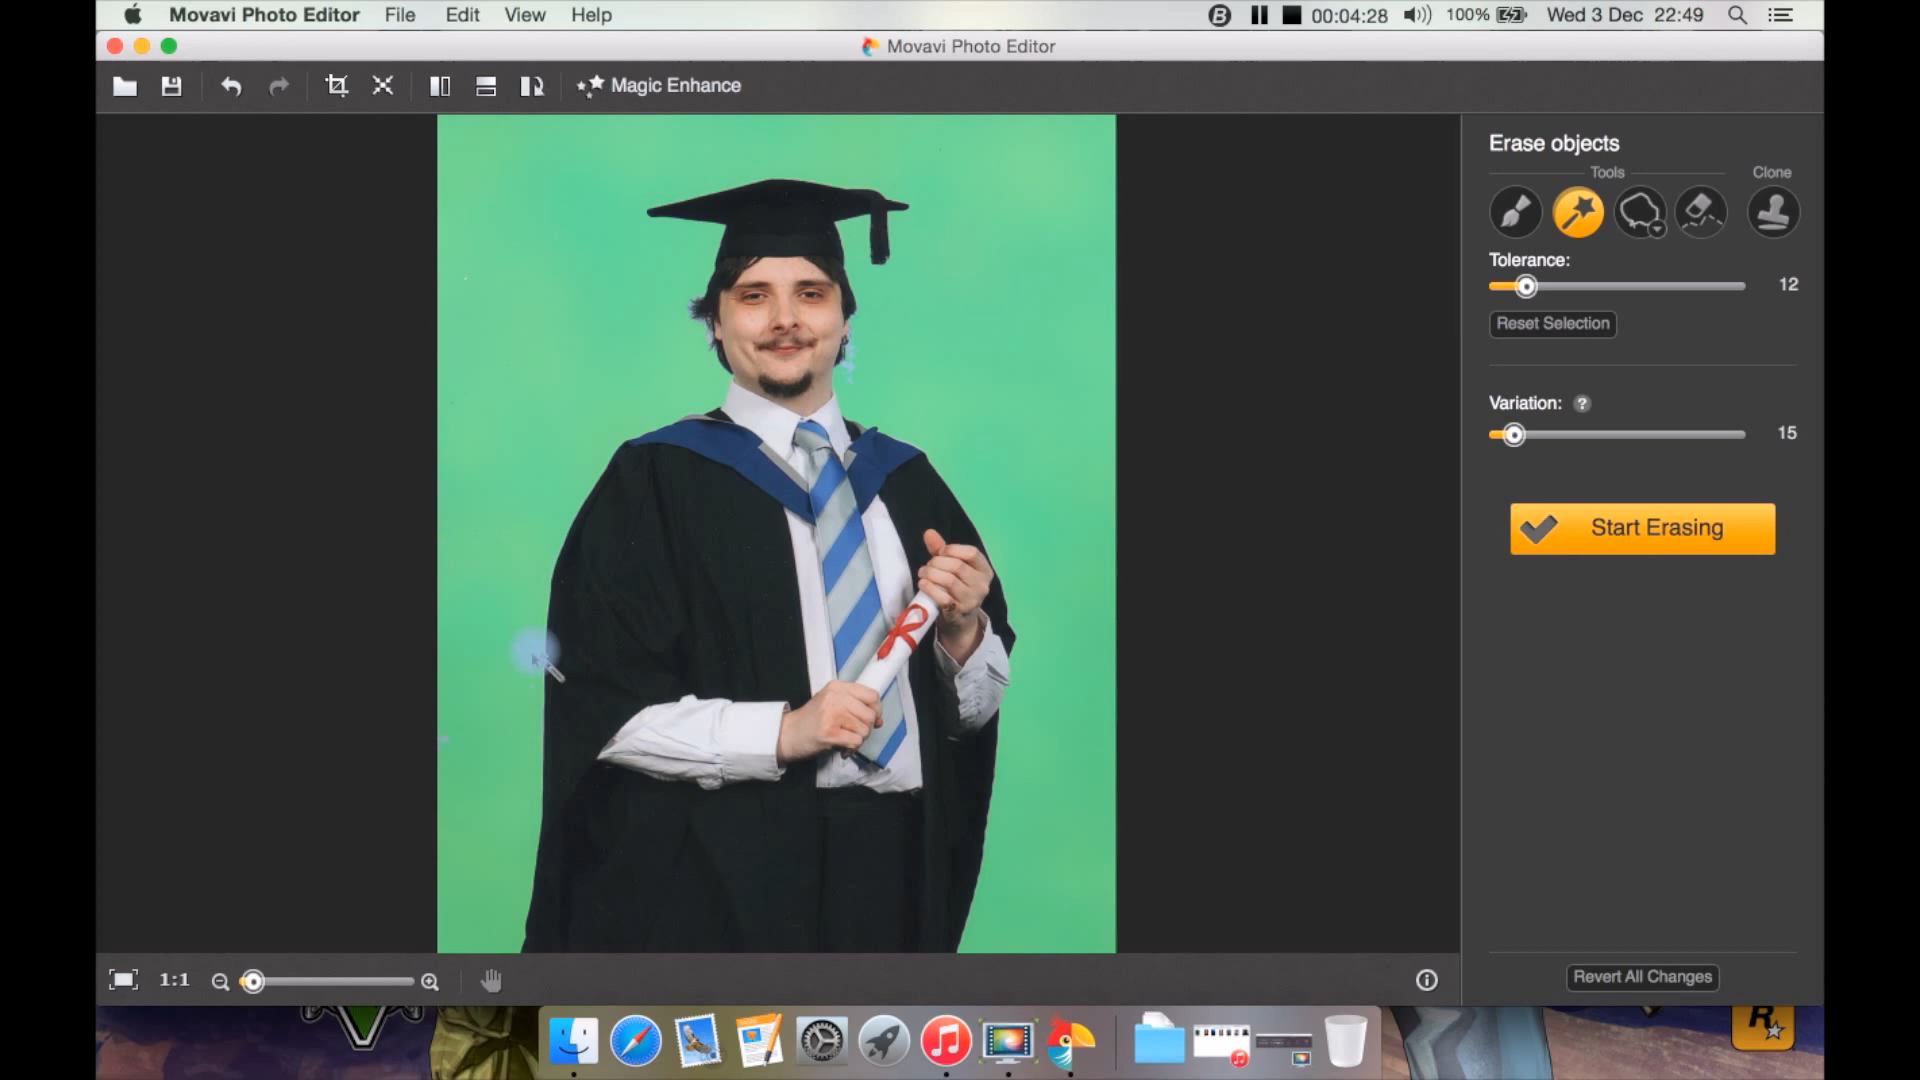 Movavi Photo Editor File Edit View Help 00:04:28 100% Wed 3 Dec 22:49
Movavi Photo Editor
Magic Enhance
Erase objects
Tools Clone
Tolerance:
12
Reset Selection
Variation: ?
15
Start Erasing
1:1
Revert All Changes
R